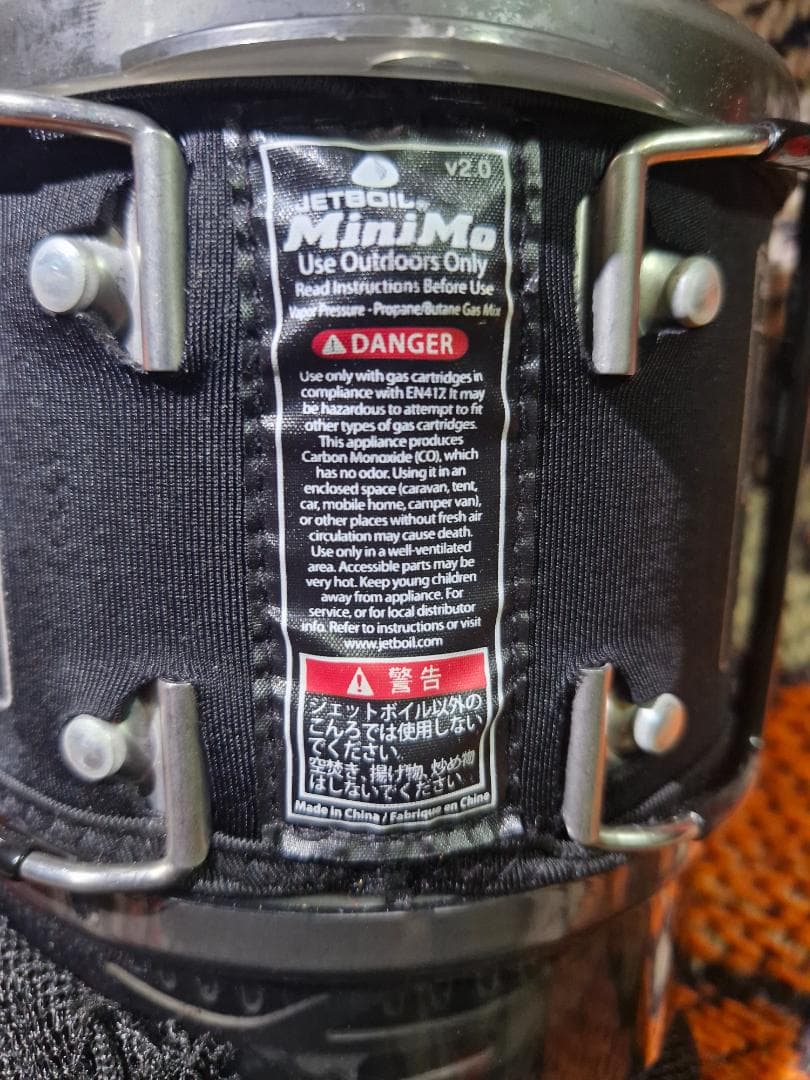 v2.0
JETBOIL®
MiniMo
Use Outdoors Only
Read Instructions Before Use
Vapor Pressure - Propane/Butane Gas Mix
DANGER
Use only with gas cartridges in
compliance with EN417. It may
be hazardous to attempt to fit
other types of gas cartridges.
This appliance produces
Carbon Monoxide (CO), which
has no odor. Using it in an
enclosed space (caravan, tent,
car, mobile home, camper van),
or other places without fresh air
circulation may cause death.
Use only in a well-ventilated
area. Accessible parts may be
very hot. Keep young children
away from appliance. For
service, or for local distributor
info. Refer to instructions or visit
www.jetboil.com
警告
ジェットボイル以外の
こんろでは使用しない
でください.
空焚き、揚げ物、炒め物
はしないでください
Made in China / Fabriqué en Chine